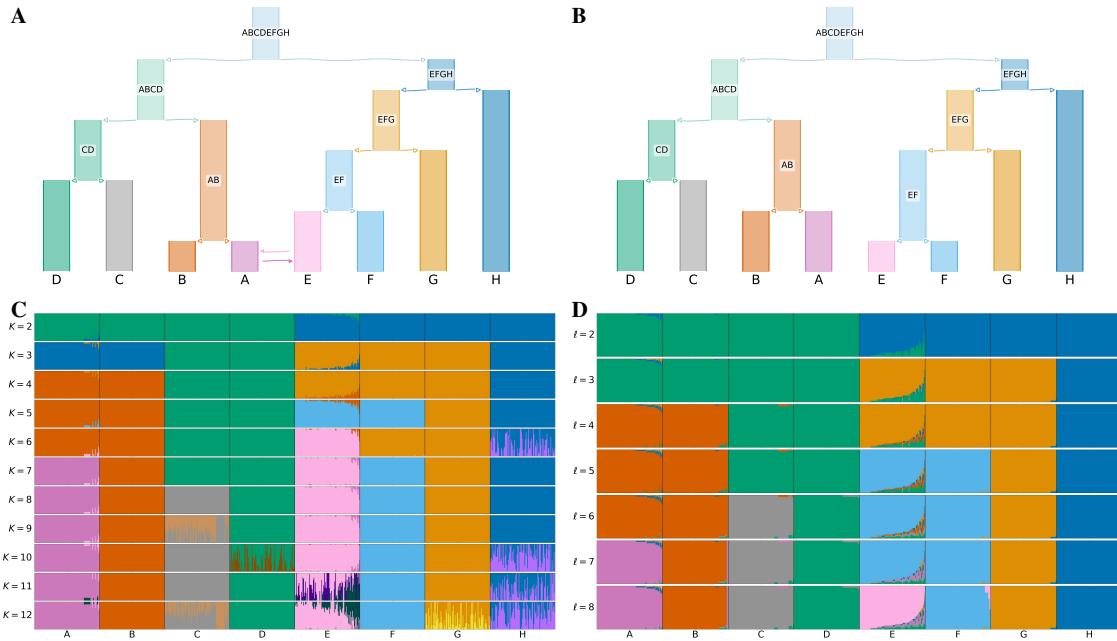 A
ABCDEFGH
EFGH
ABCD
EFG
CD
AB
EF
D C B A E F G H
B
ABCDEFGH
EFGH
ABCD
EFG
CD
AB
EF
D C B A E F G H
C
K = 2
K = 3
K = 4
K = 5
K = 6
K = 7
K = 8
K = 9
K = 10
K = 11
K = 12
A B C D E F G H
D
ℓ = 2
ℓ = 3
ℓ = 4
ℓ = 5
ℓ = 6
ℓ = 7
ℓ = 8
A B C D E F G H